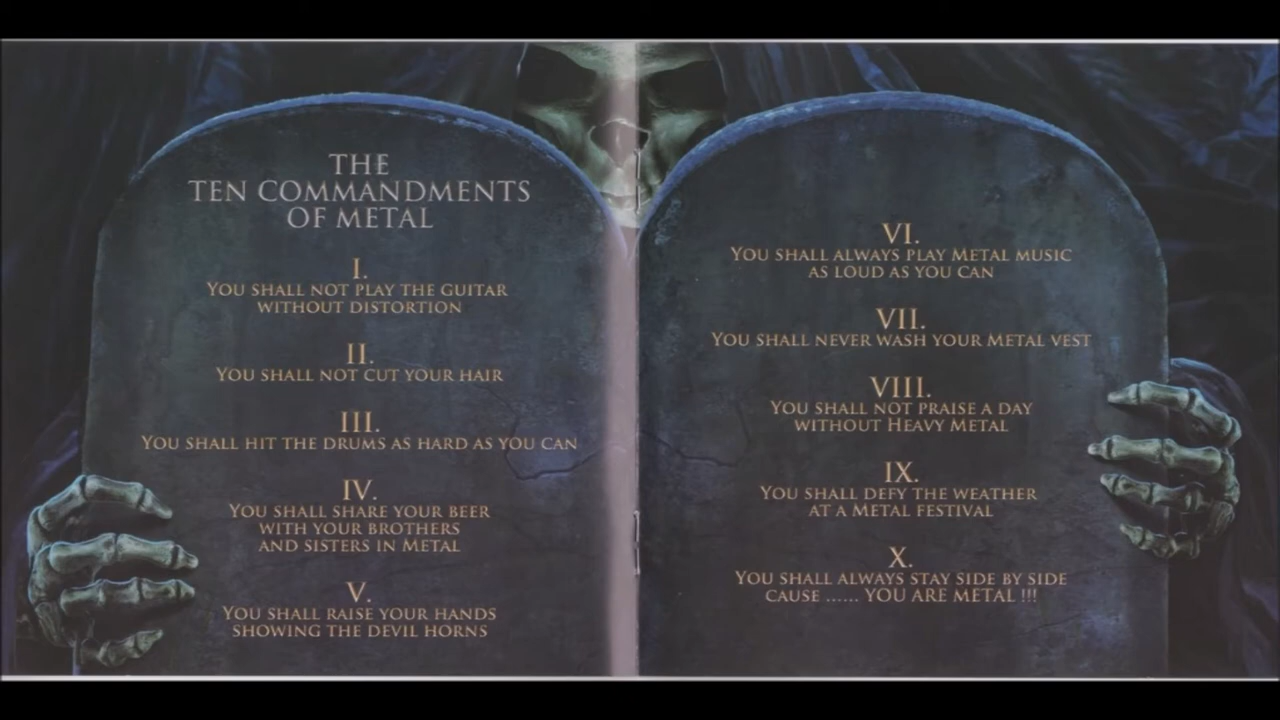 THE
TEN COMMANDMENTS
OF METAL
I.
YOU SHALL NOT PLAY THE GUITAR
WITHOUT DISTORTION
II.
YOU SHALL NOT CUT YOUR HAIR
III.
YOU SHALL HIT THE DRUMS AS HARD AS YOU CAN
IV.
YOU SHALL SHARE YOUR BEER
WITH YOUR BROTHERS
AND SISTERS IN METAL
V.
YOU SHALL RAISE YOUR HANDS
SHOWING THE DEVIL HORNS
VI.
YOU SHALL ALWAYS PLAY METAL MUSIC
AS LOUD AS YOU CAN
VII.
YOU SHALL NEVER WASH YOUR METAL VEST
VIII.
YOU SHALL NOT PRAISE A DAY
WITHOUT HEAVY METAL
IX.
YOU SHALL DEFY THE WEATHER
AT A METAL FESTIVAL
X.
YOU SHALL ALWAYS STAY SIDE BY SIDE
CAUSE ...... YOU ARE METAL !!!